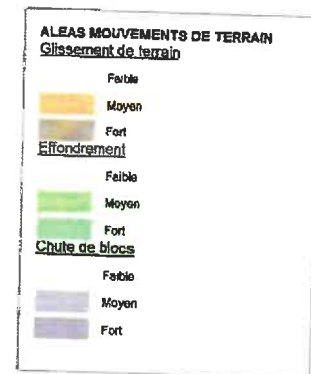 ALEAS MOUVEMENTS DE TERRAIN
Glissement de terrain
Faible
Moyen
Fort
Effondrement
Faible
Moyen
Fort
Chute de blocs
Faible
Moyen
Fort